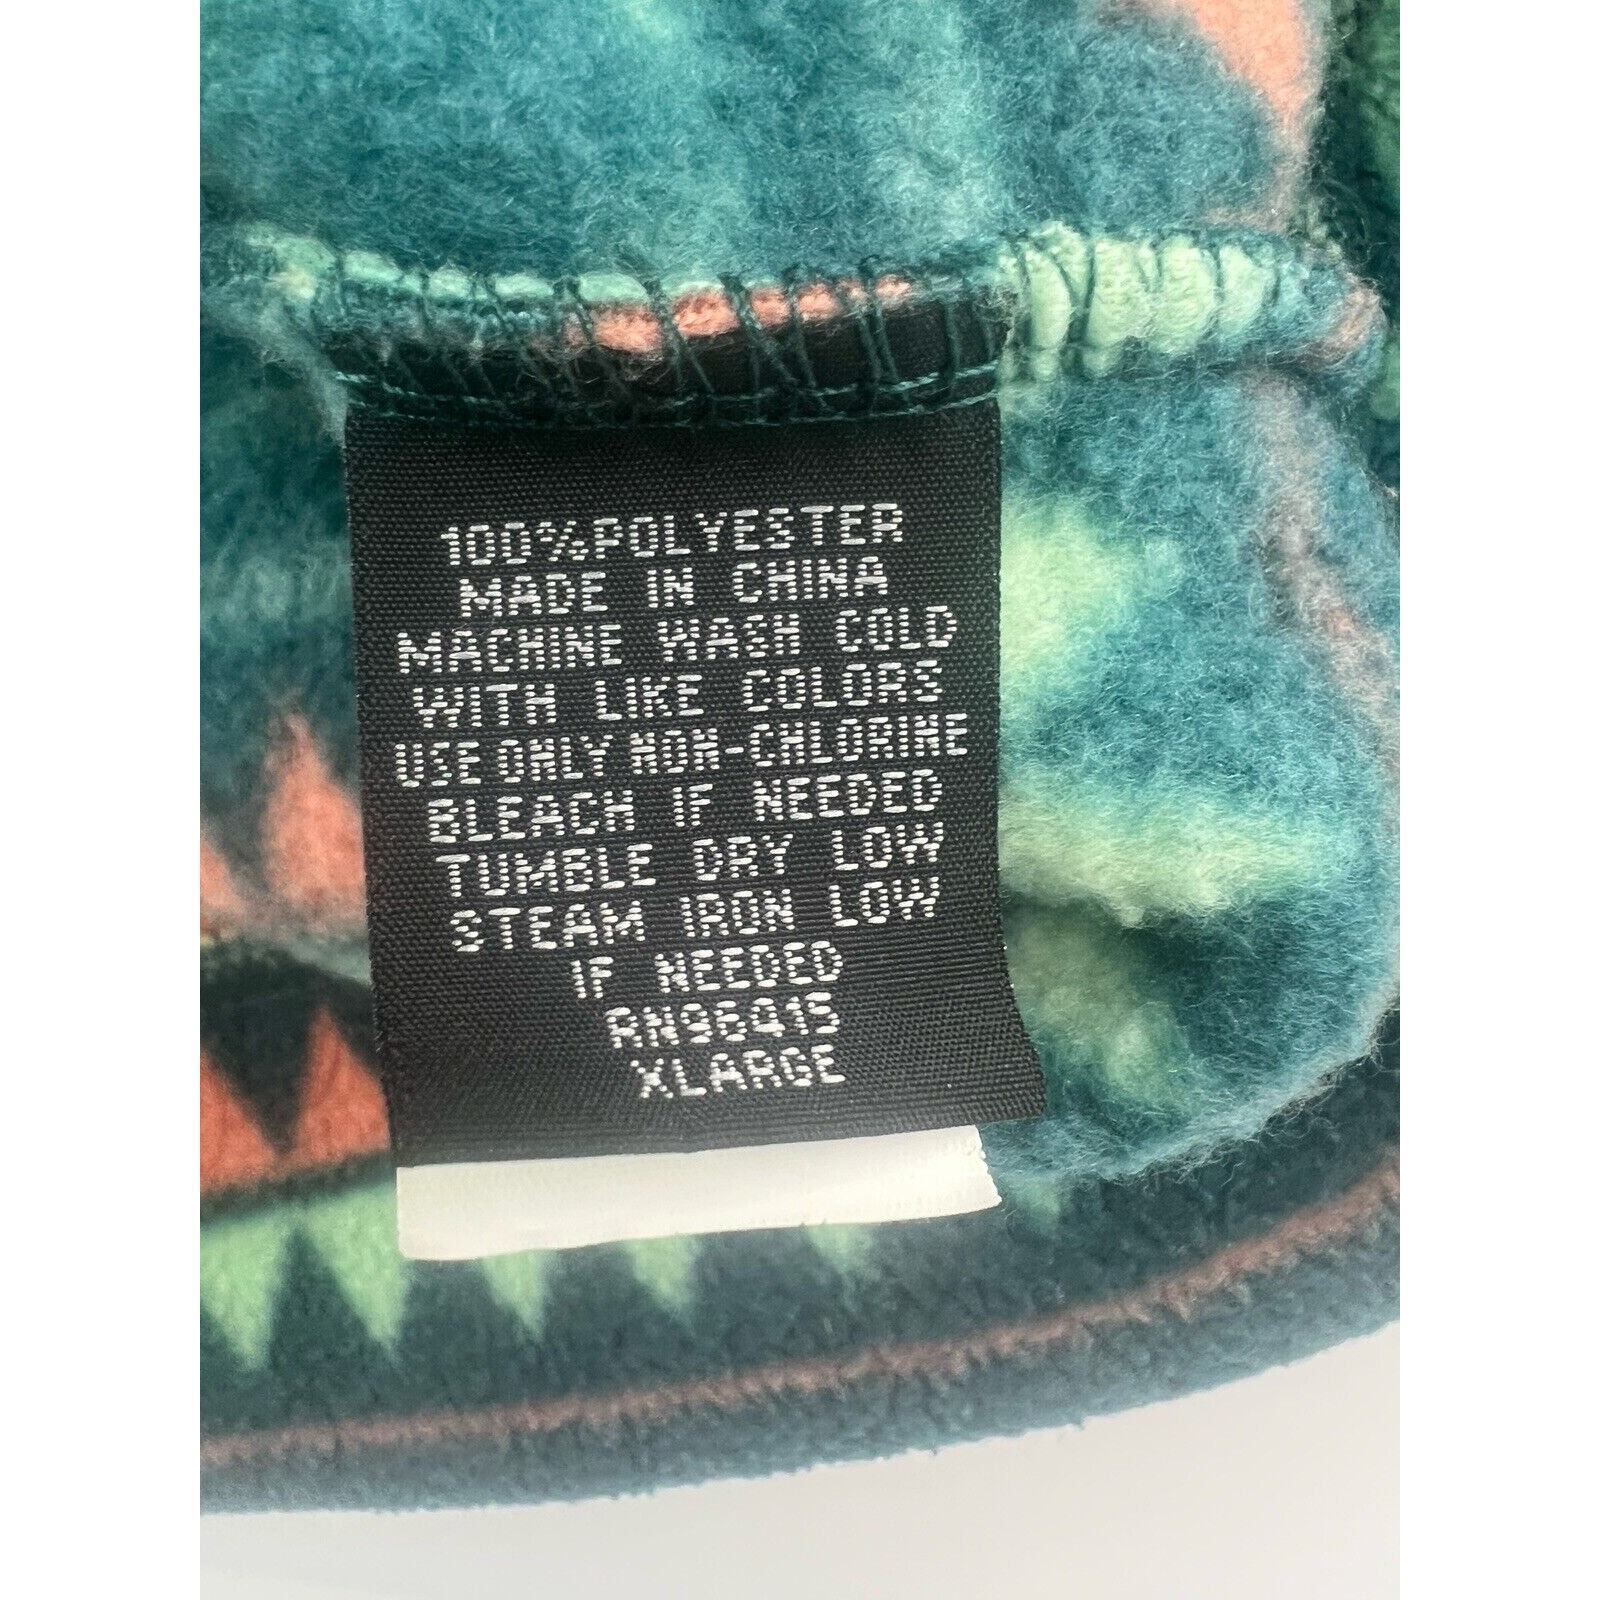 100%POLYESTER
MADE IN CHINA
MACHINE WASH COLD
WITH LIKE COLORS
USE ONLY NON-CHLORINE
BLEACH IF NEEDED
TUMBLE DRY LOW
STEAM IRON LOW
IF NEEDED
RN96415
XLARGE